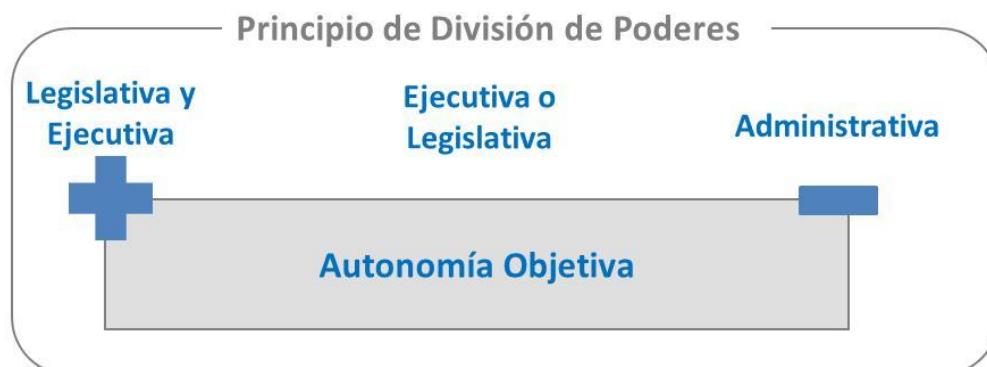 Principio de División de Poderes
Legislativa y
Ejecutiva
Ejecutiva o
Legislativa
Administrativa
Autonomía Objetiva